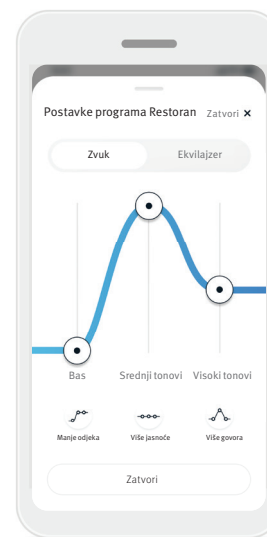 Postavke programa Restoran Zatvori ×
Zvuk Ekvilajzer
Bas Srednji tonovi Visoki tonovi
Manje odjeka Više jasnoće Više govora
Zatvori